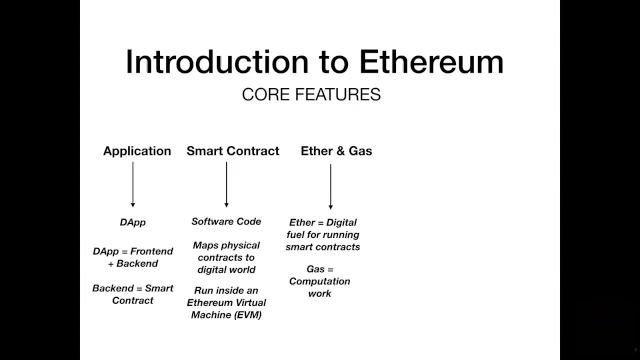 Introduction to Ethereum
CORE FEATURES
Application
DApp
DApp = Frontend
+ Backend
Backend = Smart
Contract
Smart Contract
Software Code
Maps physical
contracts to
digital world
Run inside an
Ethereum Virtual
Machine (EVM)
Ether & Gas
Ether = Digital
fuel for running
smart contracts
Gas =
Computation
work